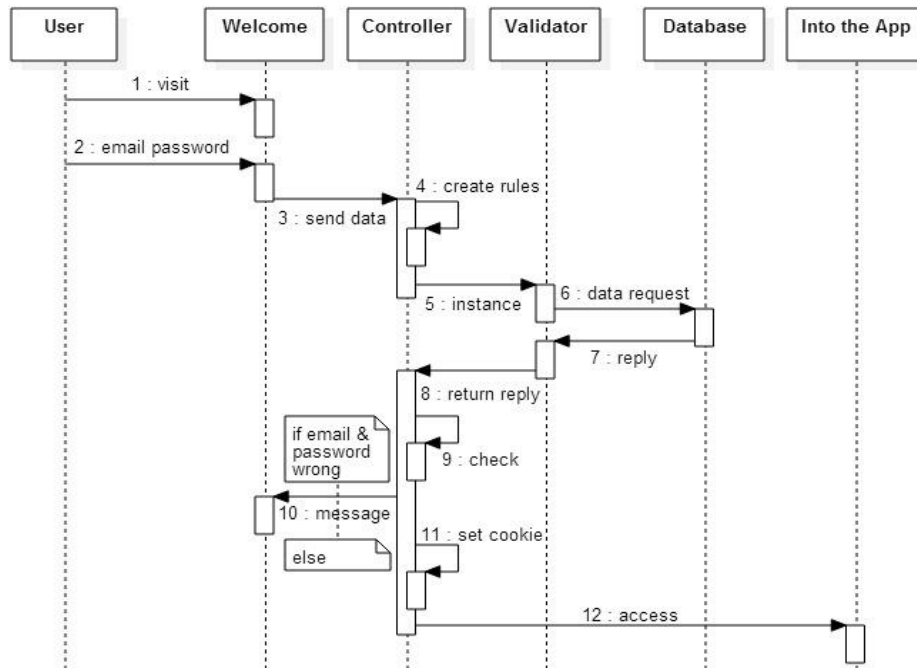 User
Welcome
Controller
Validator
Database
Into the App
1 : visit
2 : email password
3 : send data
4 : create rules
5 : instance
6 : data request
7 : reply
8 : return reply
if email &
password
wrong
9 : check
10 : message
11 : set cookie
else
12 : access